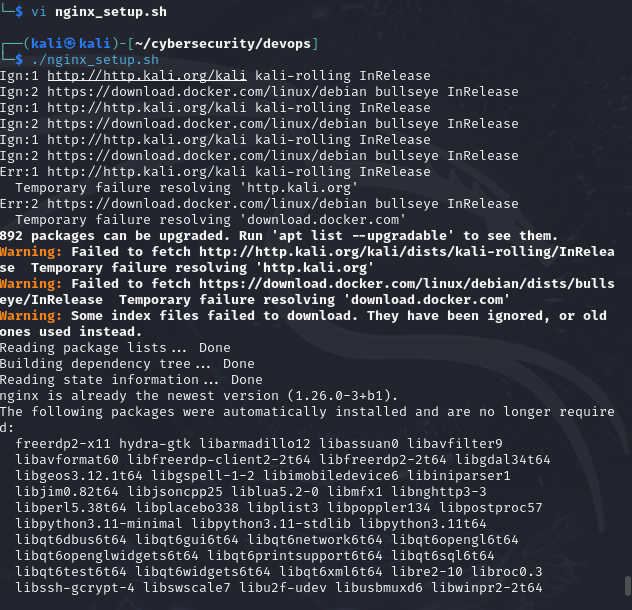 └─$ vi nginx_setup.sh
┌──(kali㉿kali)-[~/cybersecurity/devops]
└─$ ./nginx_setup.sh
Ign:1 http://http.kali.org/kali kali-rolling InRelease
Ign:2 https://download.docker.com/linux/debian bullseye InRelease
Ign:1 http://http.kali.org/kali kali-rolling InRelease
Ign:2 https://download.docker.com/linux/debian bullseye InRelease
Ign:1 http://http.kali.org/kali kali-rolling InRelease
Ign:2 https://download.docker.com/linux/debian bullseye InRelease
Err:1 http://http.kali.org/kali kali-rolling InRelease
  Temporary failure resolving 'http.kali.org'
Err:2 https://download.docker.com/linux/debian bullseye InRelease
  Temporary failure resolving 'download.docker.com'
892 packages can be upgraded. Run 'apt list --upgradable' to see them.
Warning: Failed to fetch http://http.kali.org/kali/dists/kali-rolling/InRelea
se  Temporary failure resolving 'http.kali.org'
Warning: Failed to fetch https://download.docker.com/linux/debian/dists/bulls
eye/InRelease  Temporary failure resolving 'download.docker.com'
Warning: Some index files failed to download. They have been ignored, or old
ones used instead.
Reading package lists... Done
Building dependency tree... Done
Reading state information... Done
nginx is already the newest version (1.26.0-3+b1).
The following packages were automatically installed and are no longer require
d:
  freerdp2-x11 hydra-gtk libarmadillo12 libassuan0 libavfilter9
  libavformat60 libfreerdp-client2-2t64 libfreerdp2-2t64 libgdal34t64
  libgeos3.12.1t64 libgspell-1-2 libimobiledevice6 libiniparser1
  libjim0.82t64 libjsoncpp25 liblua5.2-0 libmfx1 libnghttp3-3
  libperl5.38t64 libplacebo338 libplist3 libpoppler134 libpostproc57
  libpython3.11-minimal libpython3.11-stdlib libpython3.11t64
  libqt6dbus6t64 libqt6gui6t64 libqt6network6t64 libqt6opengl6t64
  libqt6openglwidgets6t64 libqt6printsupport6t64 libqt6sql6t64
  libqt6test6t64 libqt6widgets6t64 libqt6xml6t64 libre2-10 libroc0.3
  libssh-gcrypt-4 libswscale7 libu2f-udev libusbmuxd6 libwinpr2-2t64